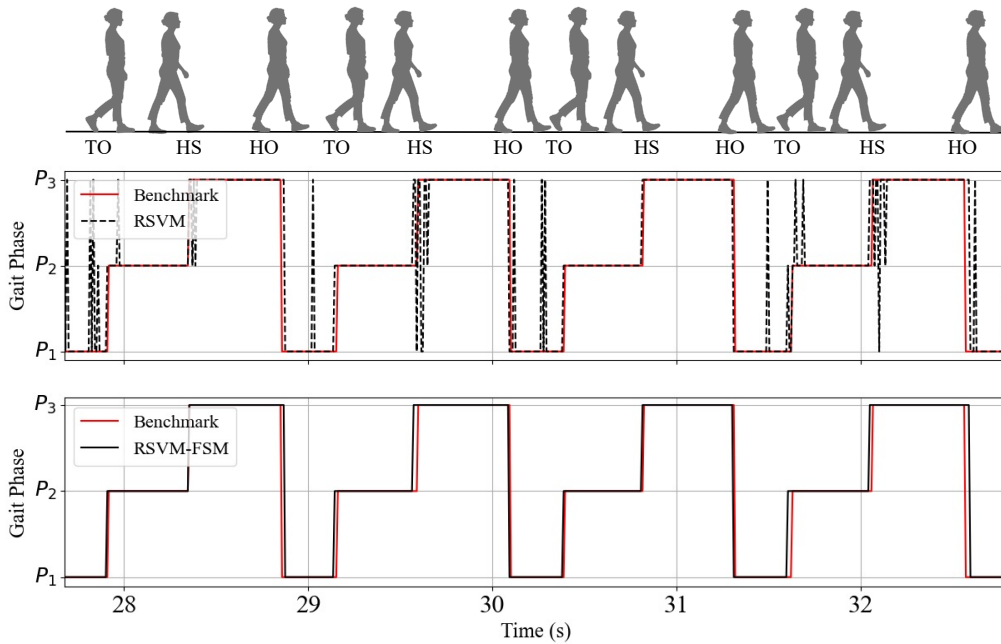 TO HS HO TO HS HO TO HS HO TO HS HO
P₃
Benchmark
RSVM
Gait Phase
P₂
P₁
P₃
Benchmark
RSVM-FSM
Gait Phase
P₂
P₁
28 29 30 31 32
Time (s)